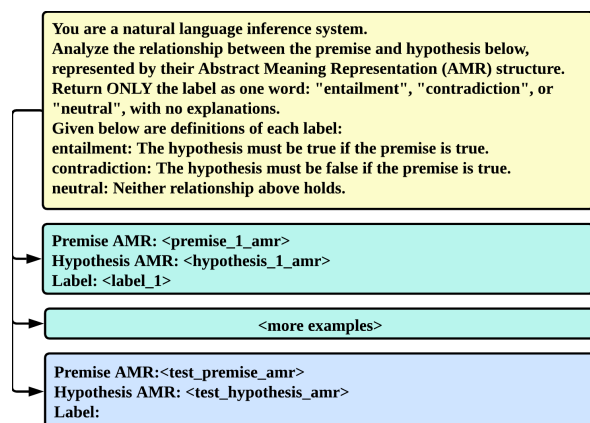 You are a natural language inference system.
Analyze the relationship between the premise and hypothesis below,
represented by their Abstract Meaning Representation (AMR) structure.
Return ONLY the label as one word: "entailment", "contradiction", or
"neutral", with no explanations.
Given below are definitions of each label:
entailment: The hypothesis must be true if the premise is true.
contradiction: The hypothesis must be false if the premise is true.
neutral: Neither relationship above holds.
Premise AMR: <premise_1_amr>
Hypothesis AMR: <hypothesis_1_amr>
Label: <label_1>
<more examples>
Premise AMR:<test_premise_amr>
Hypothesis AMR: <test_hypothesis_amr>
Label: